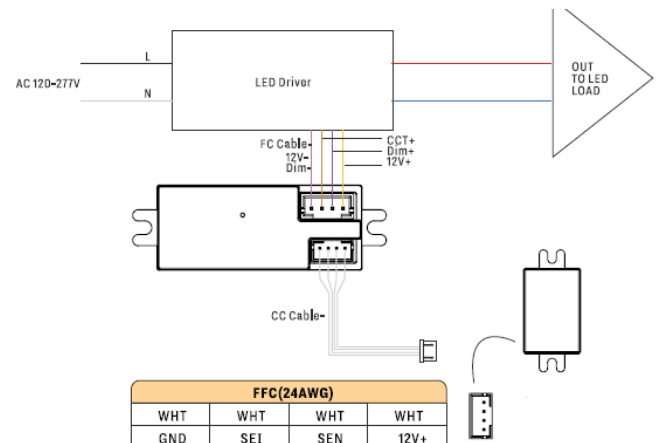 L
AC 120-277V
N
LED Driver
OUT
TO LED
LOAD
FC Cable-
12V-
Dim-
CCT+
Dim+
12V+
CC Cable-
FFC(24AWG)
WHT WHT WHT WHT
GND SEI SEN 12V+